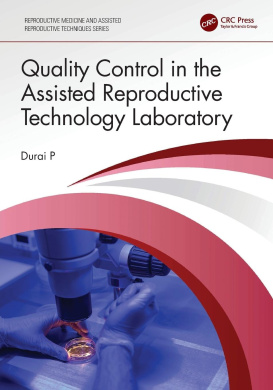 REPRODUCTIVE MEDICINE AND ASSISTED
REPRODUCTIVE TECHNIQUES SERIES
CRC
CRC Press
Taylor & Francis Group
Quality Control in the
Assisted Reproductive
Technology Laboratory
Durai P